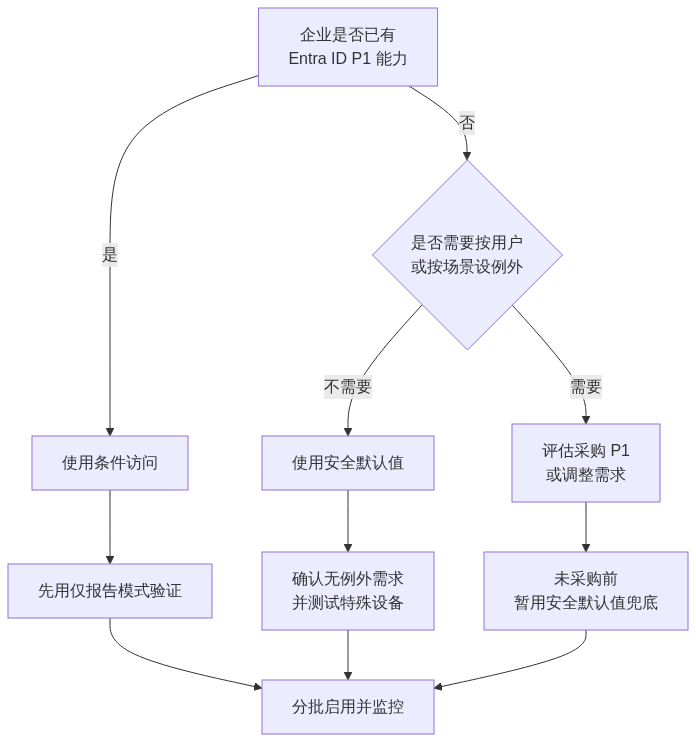 企业是否已有
Entra ID P1 能力
否
是否需要按用户
或按场景设例外
是
不需要
需要
使用条件访问
使用安全默认值
评估采购 P1
或调整需求
先用仅报告模式验证
确认无例外需求
并测试特殊设备
未采购前
暂用安全默认值兜底
分批启用并监控